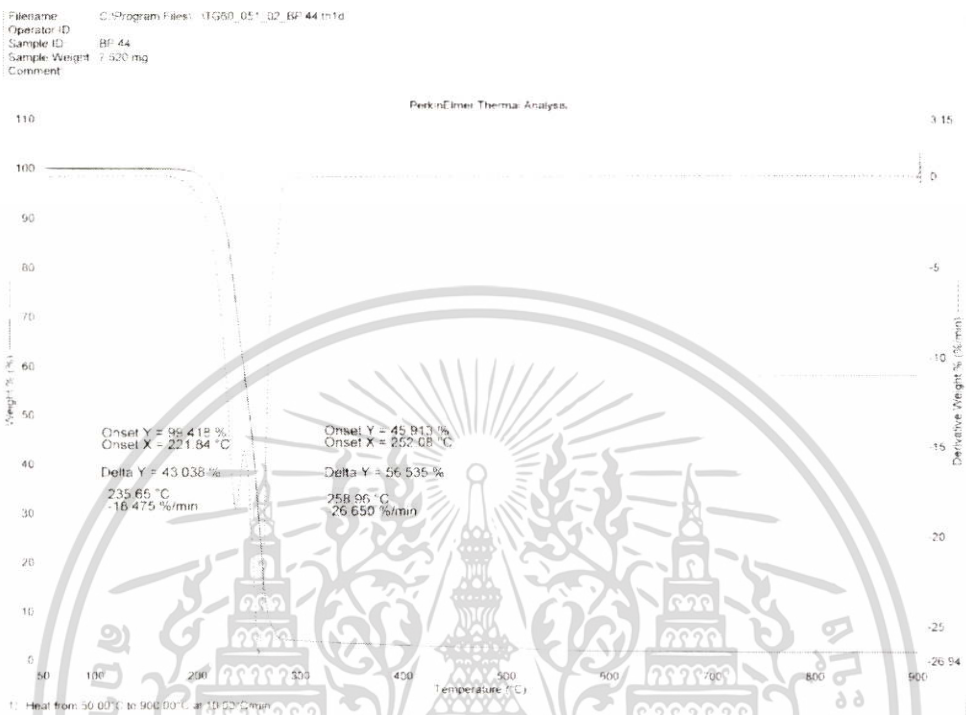 Filename C:\Program Files\ \TG60_051_02_BP 44.th1d
Operator ID
Sample ID BP 44
Sample Weight 7.520 mg
Comment
PerkinElmer Thermal Analysis
110
100
90
80
70
60
50
40
30
20
10
0
Weight % (%)
Onset Y = 99.418 %
Onset X = 221.84 °C
Delta Y = 43.038 %
235.65 °C
-18.475 %/min
Onset Y = 45.913 %
Onset X = 252.08 °C
Delta Y = 56.535 %
258.96 °C
-26.650 %/min
3.15
0
-5
-10
-15
-20
-25
-26.94
Derivative Weight % (%/min)
50 100 200 300 400 500 600 700 800 900
Temperature (°C)
1) Heat from 50.00°C to 900.00°C at 10.00°C/min